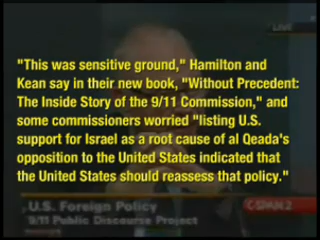 LIVE
"This was sensitive ground," Hamilton and
Kean say in their new book, "Without Precedent:
The Inside Story of the 9/11 Commission," and
some commissioners worried "listing U.S.
support for Israel as a root cause of al Qeada's
opposition to the United States indicated that
the United States should reassess that policy."
U.S. Foreign Policy
9/11 Public Discourse Project
C-SPAN 2